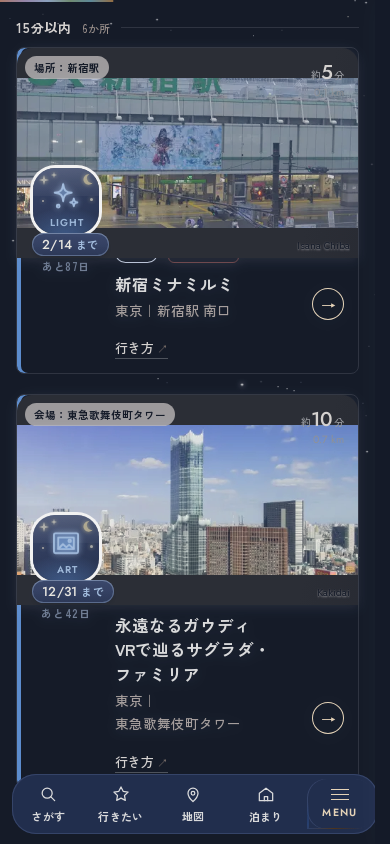 15分以内 6か所
場所：新宿駅
約5分
LIGHT
2/14 まで
Isana Chiba
あと87日
新宿ミナルミ
東京｜新宿駅 南口
行き方 ↗
会場：東急歌舞伎町タワー
約10分
ART
12/31 まで
Kakidai
あと42日
永遠なるガウディ
VRで辿るサグラダ・
ファミリア
東京｜
東急歌舞伎町タワー
行き方 ↗
さがす 行きたい 地図 泊まり MENU